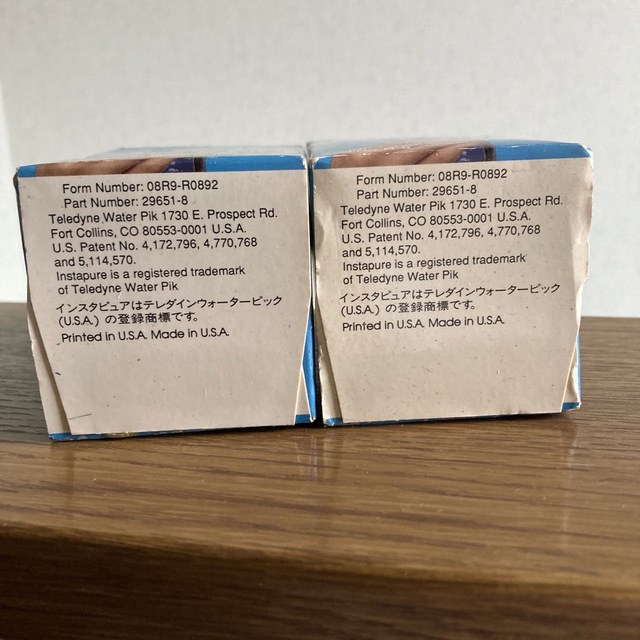 Form Number: 08R9-R0892
Part Number: 29651-8
Teledyne Water Pik 1730 E. Prospect Rd.
Fort Collins, CO 80553-0001 U.S.A.
U.S. Patent No. 4,172,796, 4,770,768
and 5,114,570.
Instapure is a registered trademark
of Teledyne Water Pik
インスタピュアはテレダインウォーターピック
(U.S.A.) の登録商標です。
Printed in U.S.A. Made in U.S.A.
Form Number: 08R9-R0892
Part Number: 29651-8
Teledyne Water Pik 1730 E. Prospect Rd.
Fort Collins, CO 80553-0001 U.S.A.
U.S. Patent No. 4,172,796, 4,770,768
and 5,114,570.
Instapure is a registered trademark
of Teledyne Water Pik
インスタピュアはテレダインウォーターピック
(U.S.A.) の登録商標です。
Printed in U.S.A. Made in U.S.A.